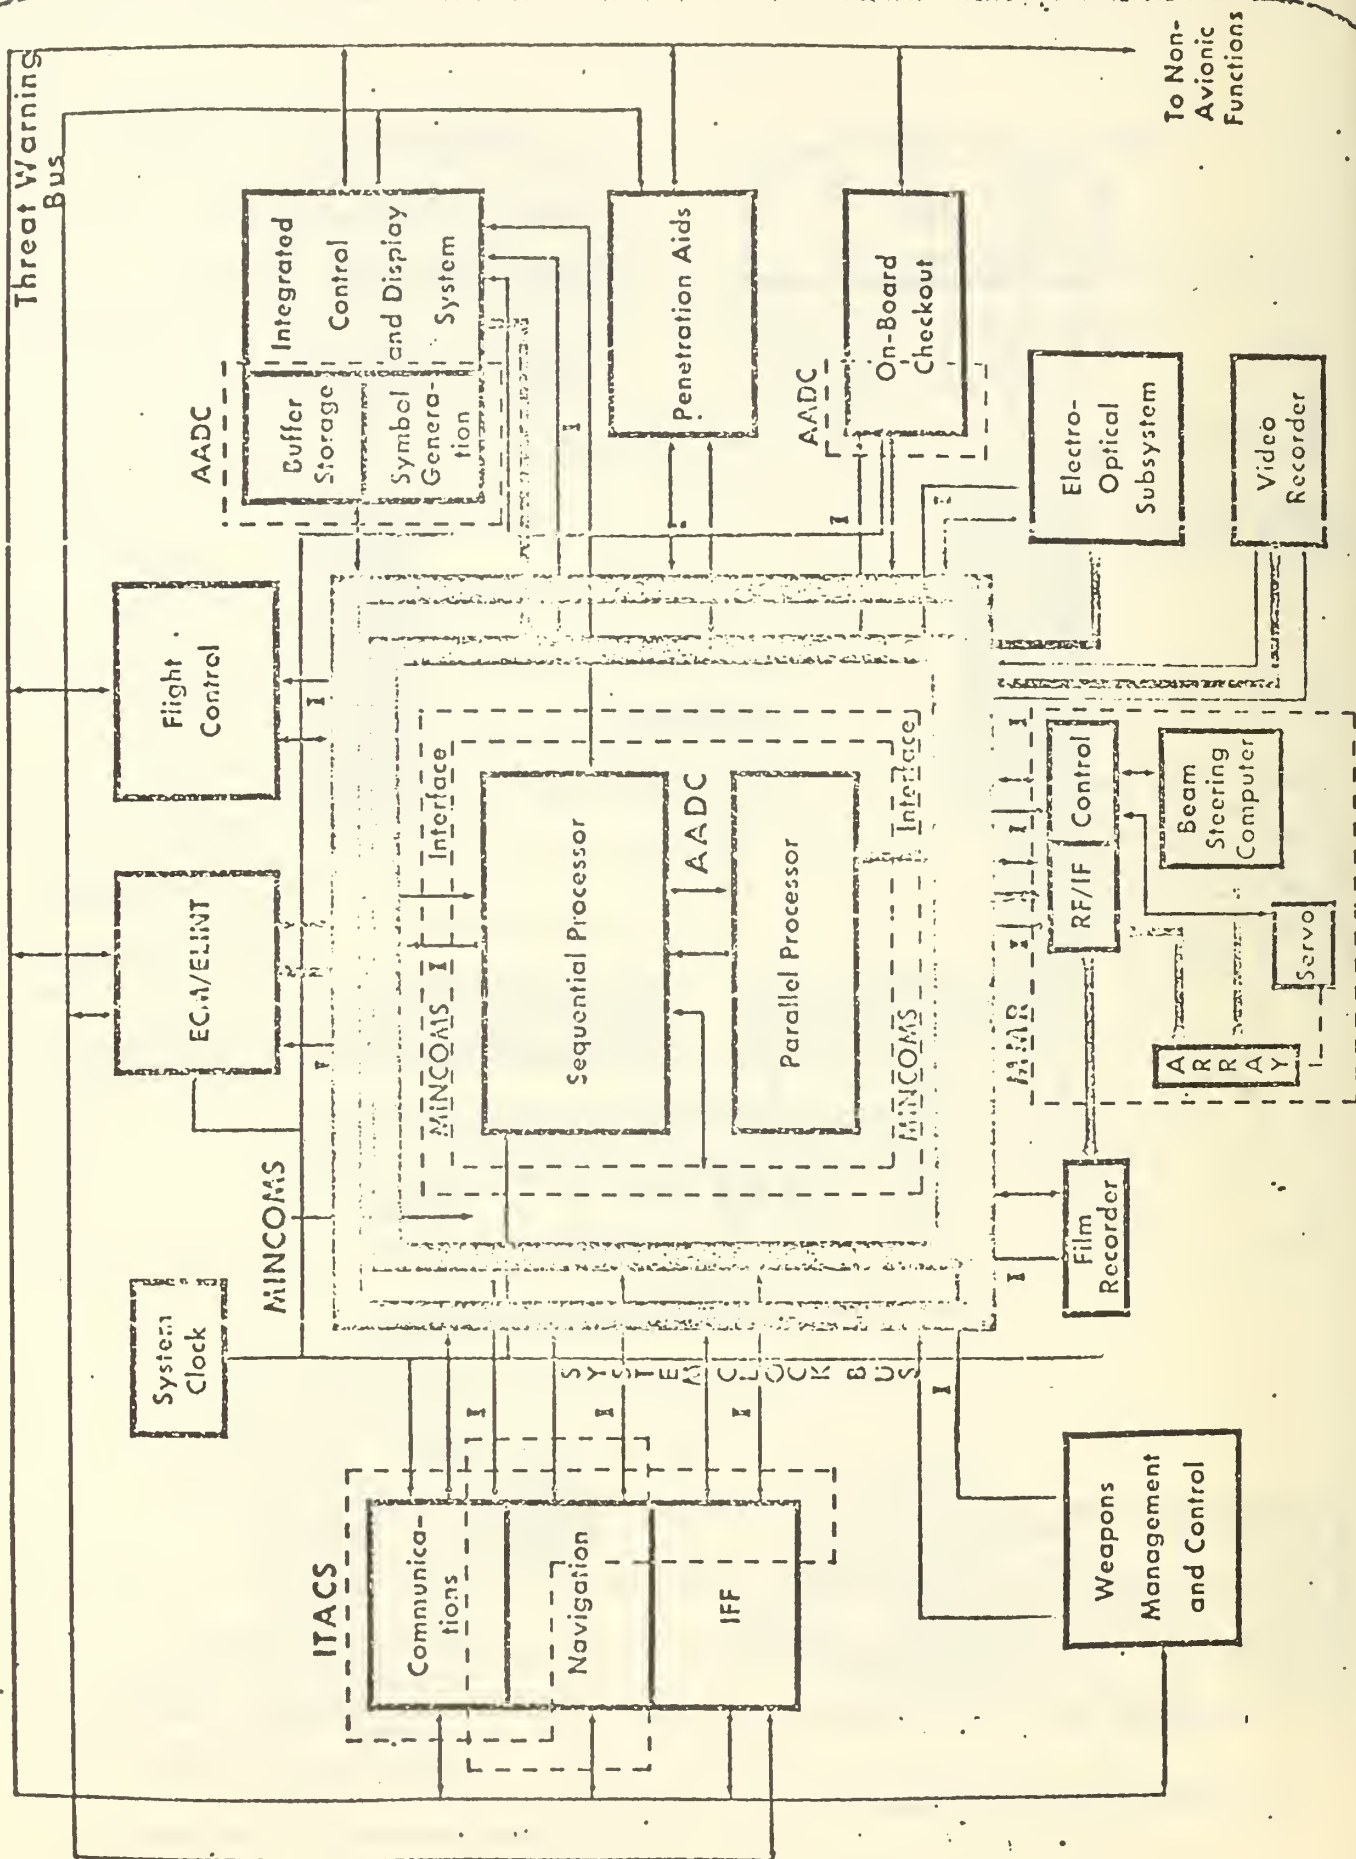 Threat Warning
Bus
To Non-
Avionic
Functions
AADC
Buffer
Storage
Symbol
Genera-
tion
Integrated
Control
and Display
System
Penetration Aids
AADC
On-Board
Checkout
Flight
Control
ECM/ELINT
System
Clock
MINCOMS
MINCOMS
Interface
Sequential Processor
AADC
Parallel Processor
MINCOMS
Interface
Electro-
Optical
Subsystem
Video
Recorder
MMR
RF/IF
Control
Beam
Steering
Computer
Servo
ARRAY
Film
Recorder
SYSTEM CLOCK BUS
ITACS
Communica-
tions
Navigation
IFF
Weapons
Management
and Control